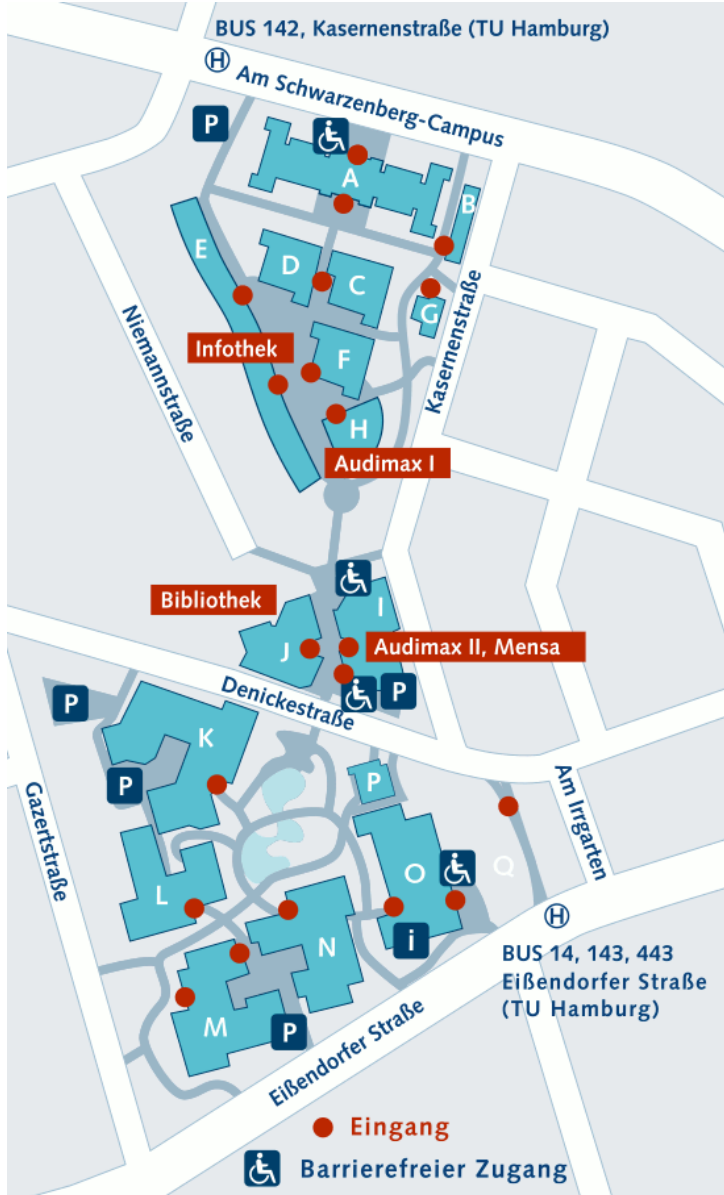 BUS 142, Kasernenstraße (TU Hamburg)
H
Am Schwarzenberg-Campus
P
A
B
E
D
C
G
Niemannstraße
Infothek
F
Kasernenstraße
H
Audimax I
Bibliothek
I
J
Audimax II, Mensa
Denickestraße
P
P
K
P
P
Gazertstraße
Am Irrgarten
L
O
Q
H
i
N
BUS 14, 143, 443
Eißendorfer Straße
(TU Hamburg)
M
P
Eißendorfer Straße
Eingang
Barrierefreier Zugang